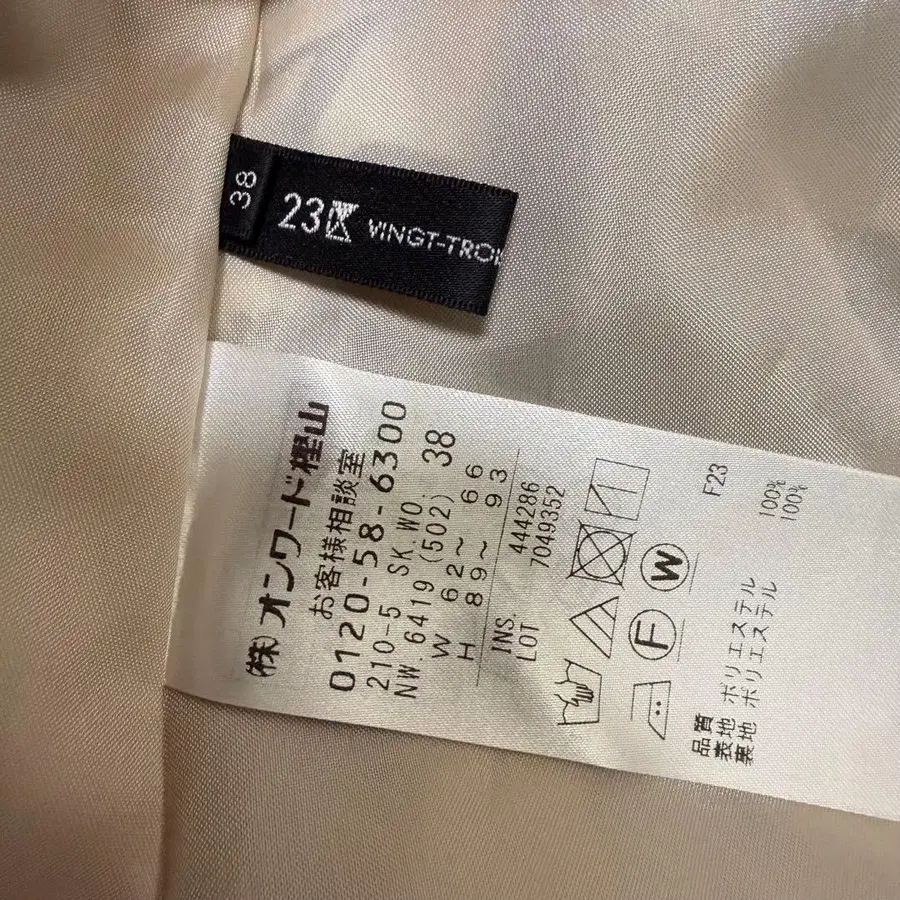 38
23区 VINGT-TROI
㈱オンワード樫山
お客様相談室
0120-58-6300
210-5 SK.WO.
NW.6419(502) 38
W 62～ 66
H 89～ 93
INS. 444286
LOT 7049352
F
W
F23
品質
表地 ポリエステル 100%
裏地 ポリエステル 100%